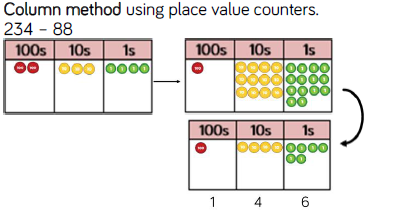 Column method using place value counters.
234 – 88
100s 10s 1s
100s 10s 1s
100s 10s 1s
1 4 6